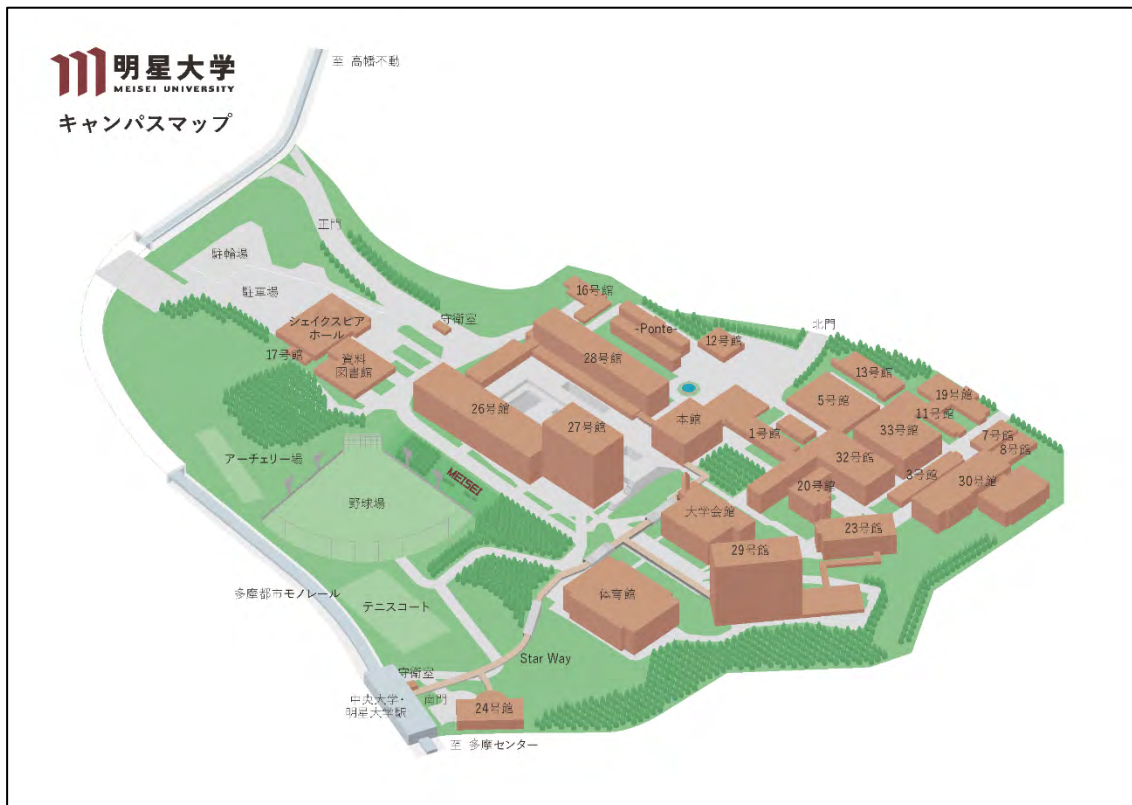 明星大学
MEISEI UNIVERSITY
キャンパスマップ
至 高幡不動
正門
駐輪場
駐車場
シェイクスピア
ホール
守衛室
17号館
資料
図書館
16号館
-Ponte-
12号館
北門
28号館
13号館
19号館
5号館
11号館
26号館
27号館
本館
1号館
33号館
7号館
8号館
32号館
3号館
30号館
20号館
アーチェリー場
MEISEI
野球場
大学会館
23号館
29号館
多摩都市モノレール
テニスコート
体育館
Star Way
守衛室
中央大学・
明星大学駅
南門
24号館
至 多摩センター